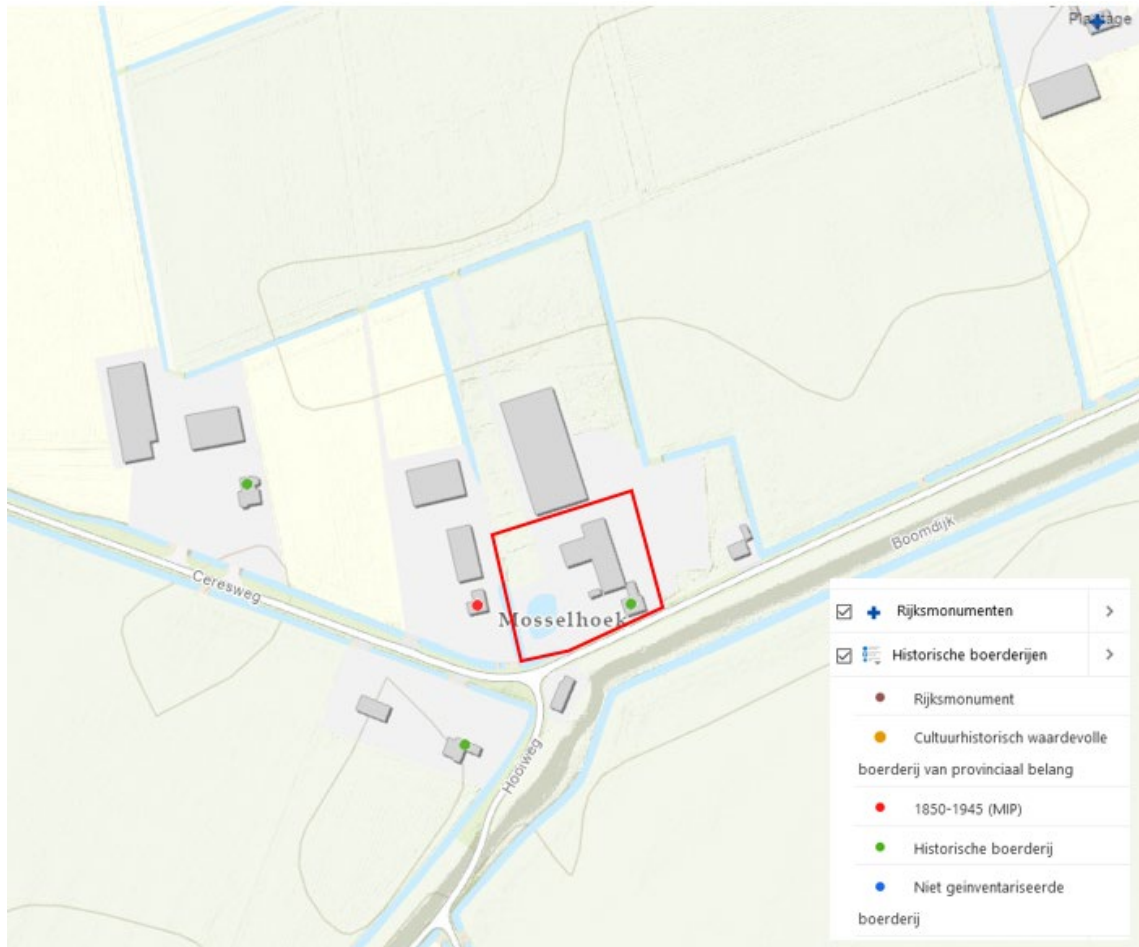 Plantage
Ceresweg
Mosselhoek
Boomdijk
Hooiweg
Rijksmonumenten
Historische boerderijen
Rijksmonument
Cultuurhistorisch waardevolle
boerderij van provinciaal belang
1850-1945 (MIP)
Historische boerderij
Niet geinventariseerde
boerderij